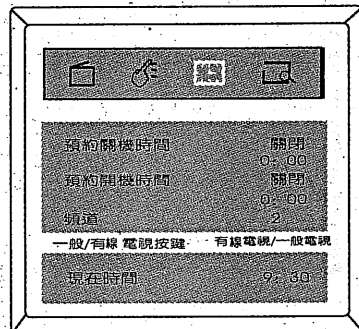 預約關機時間 關閉
0:00
預約開機時間 關閉
0:00
頻道 2
一般/有線電視按鍵 有線電視/一般電視
現在時間 9:30